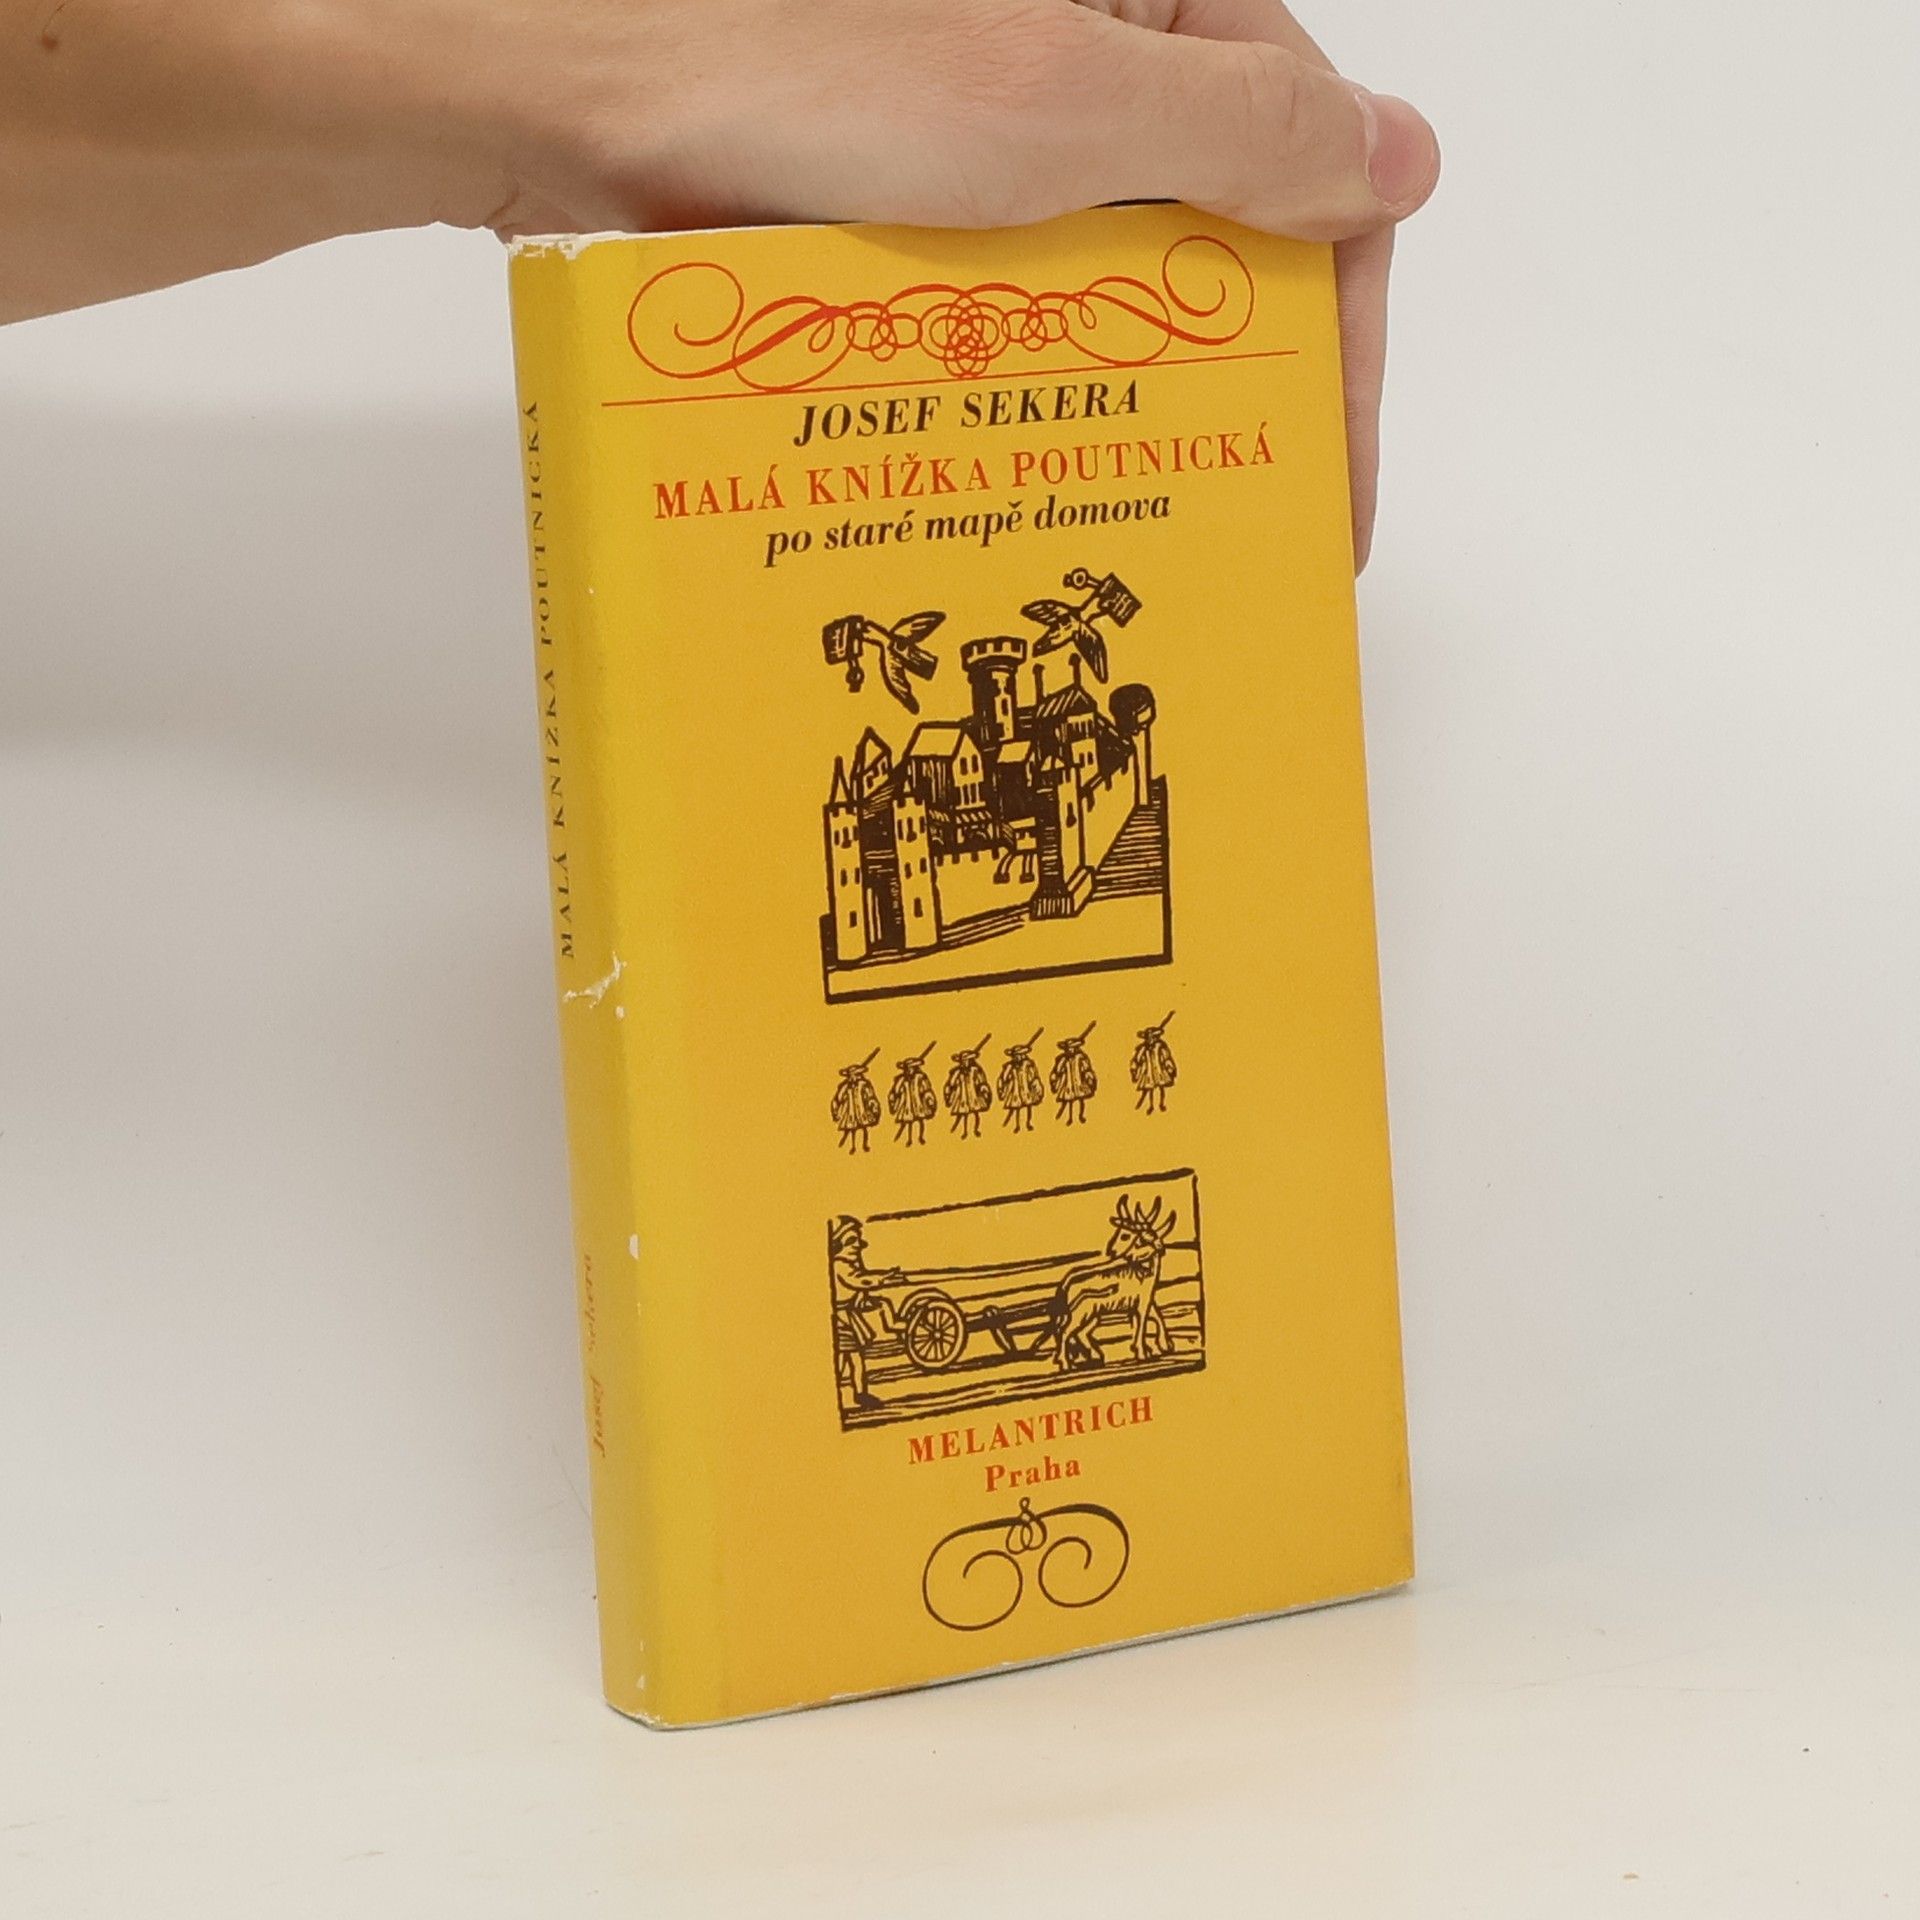 JOSEF SEKERA
MALÁ KNÍŽKA POUTNICKÁ
po staré mapě domova
MELANTRICH
Praha
MALÁ KNÍŽKA POUTNICKÁ
Josef Sekera